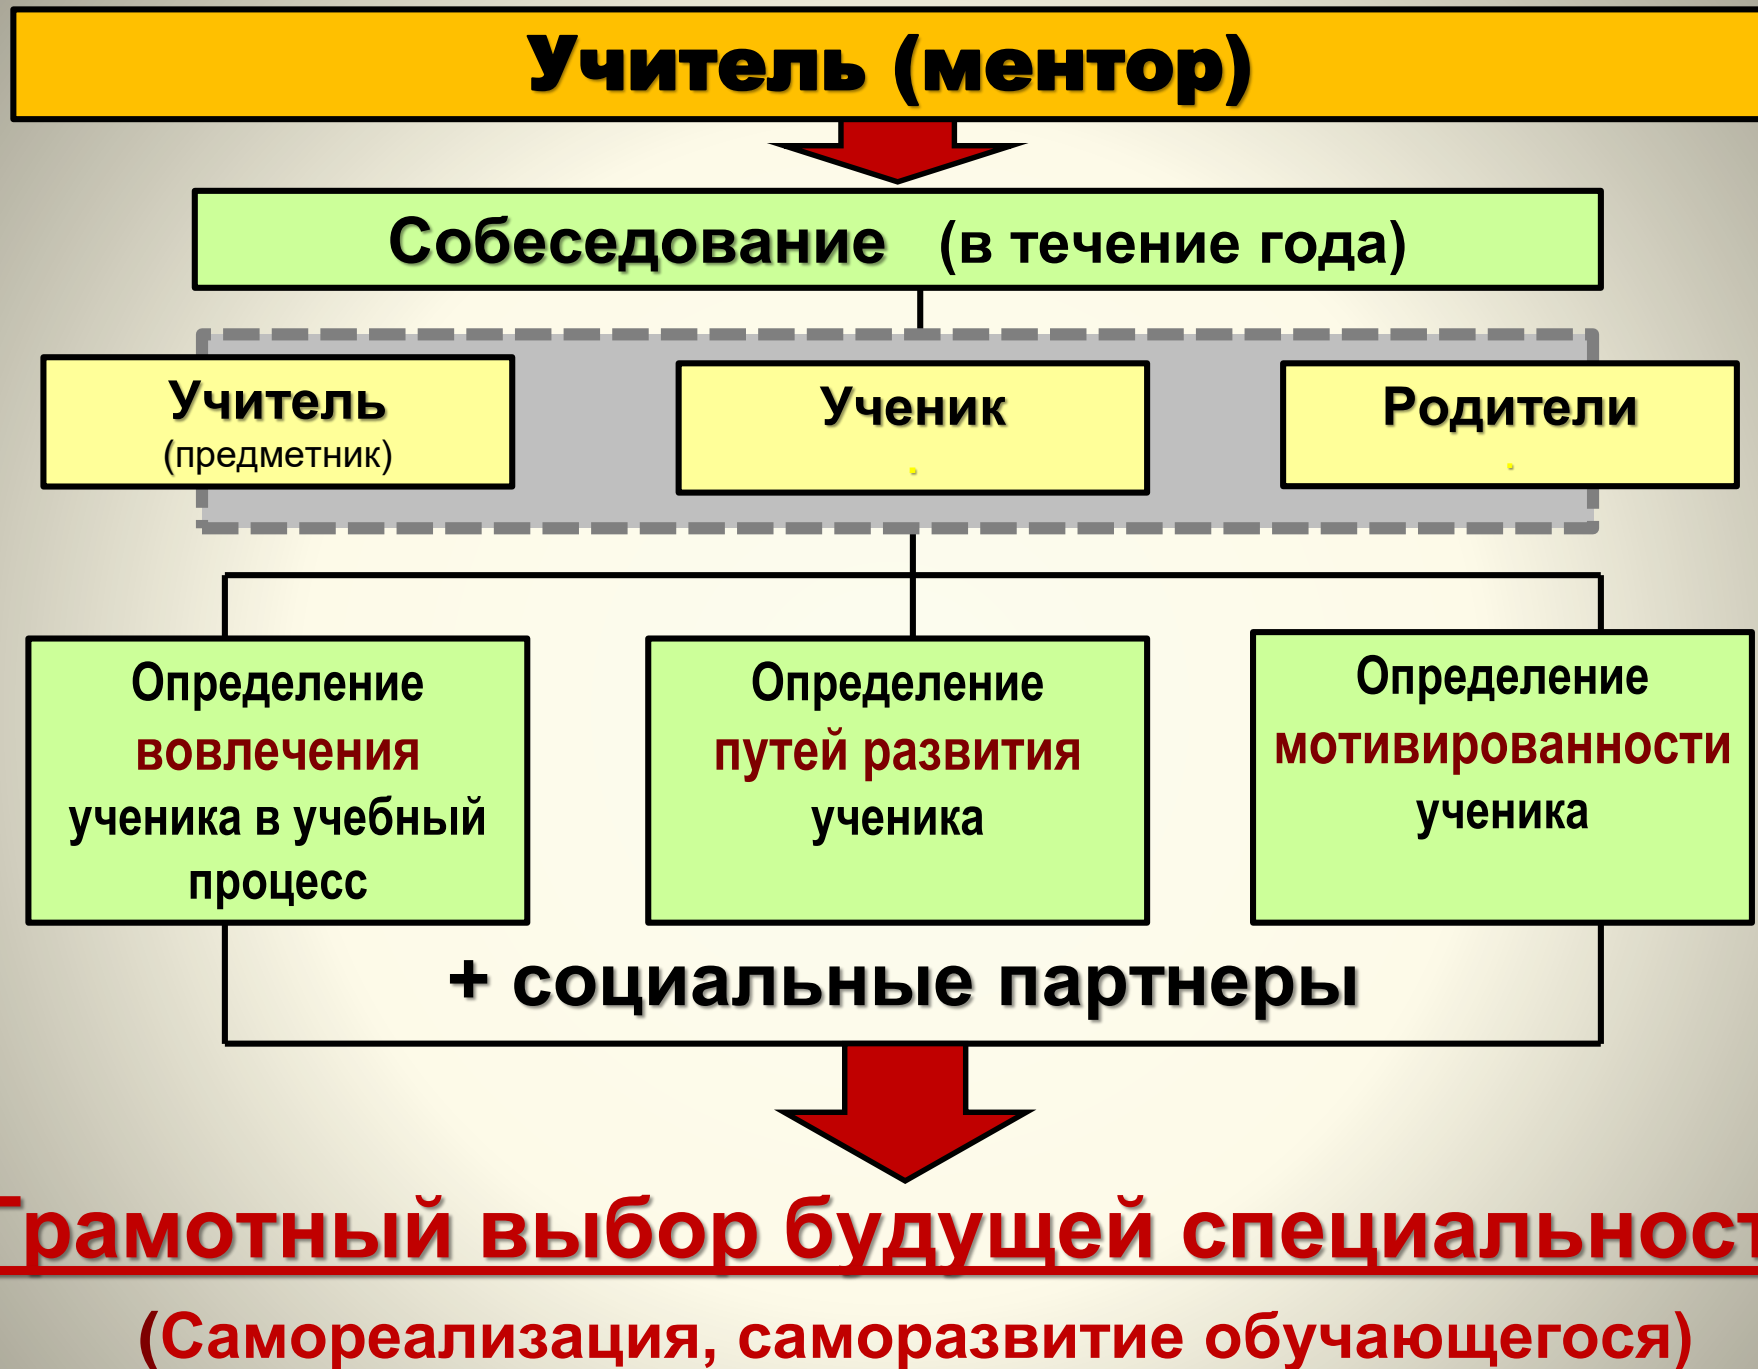 Учитель (ментор)
Собеседование (в течение года)
Учитель
(предметник)
Ученик
.
Родители
.
Определение
вовлечения
ученика в учебный
процесс
Определение
путей развития
ученика
Определение
мотивированности
ученика
+ социальные партнеры
Грамотный выбор будущей специальност
(Самореализация, саморазвитие обучающегося)